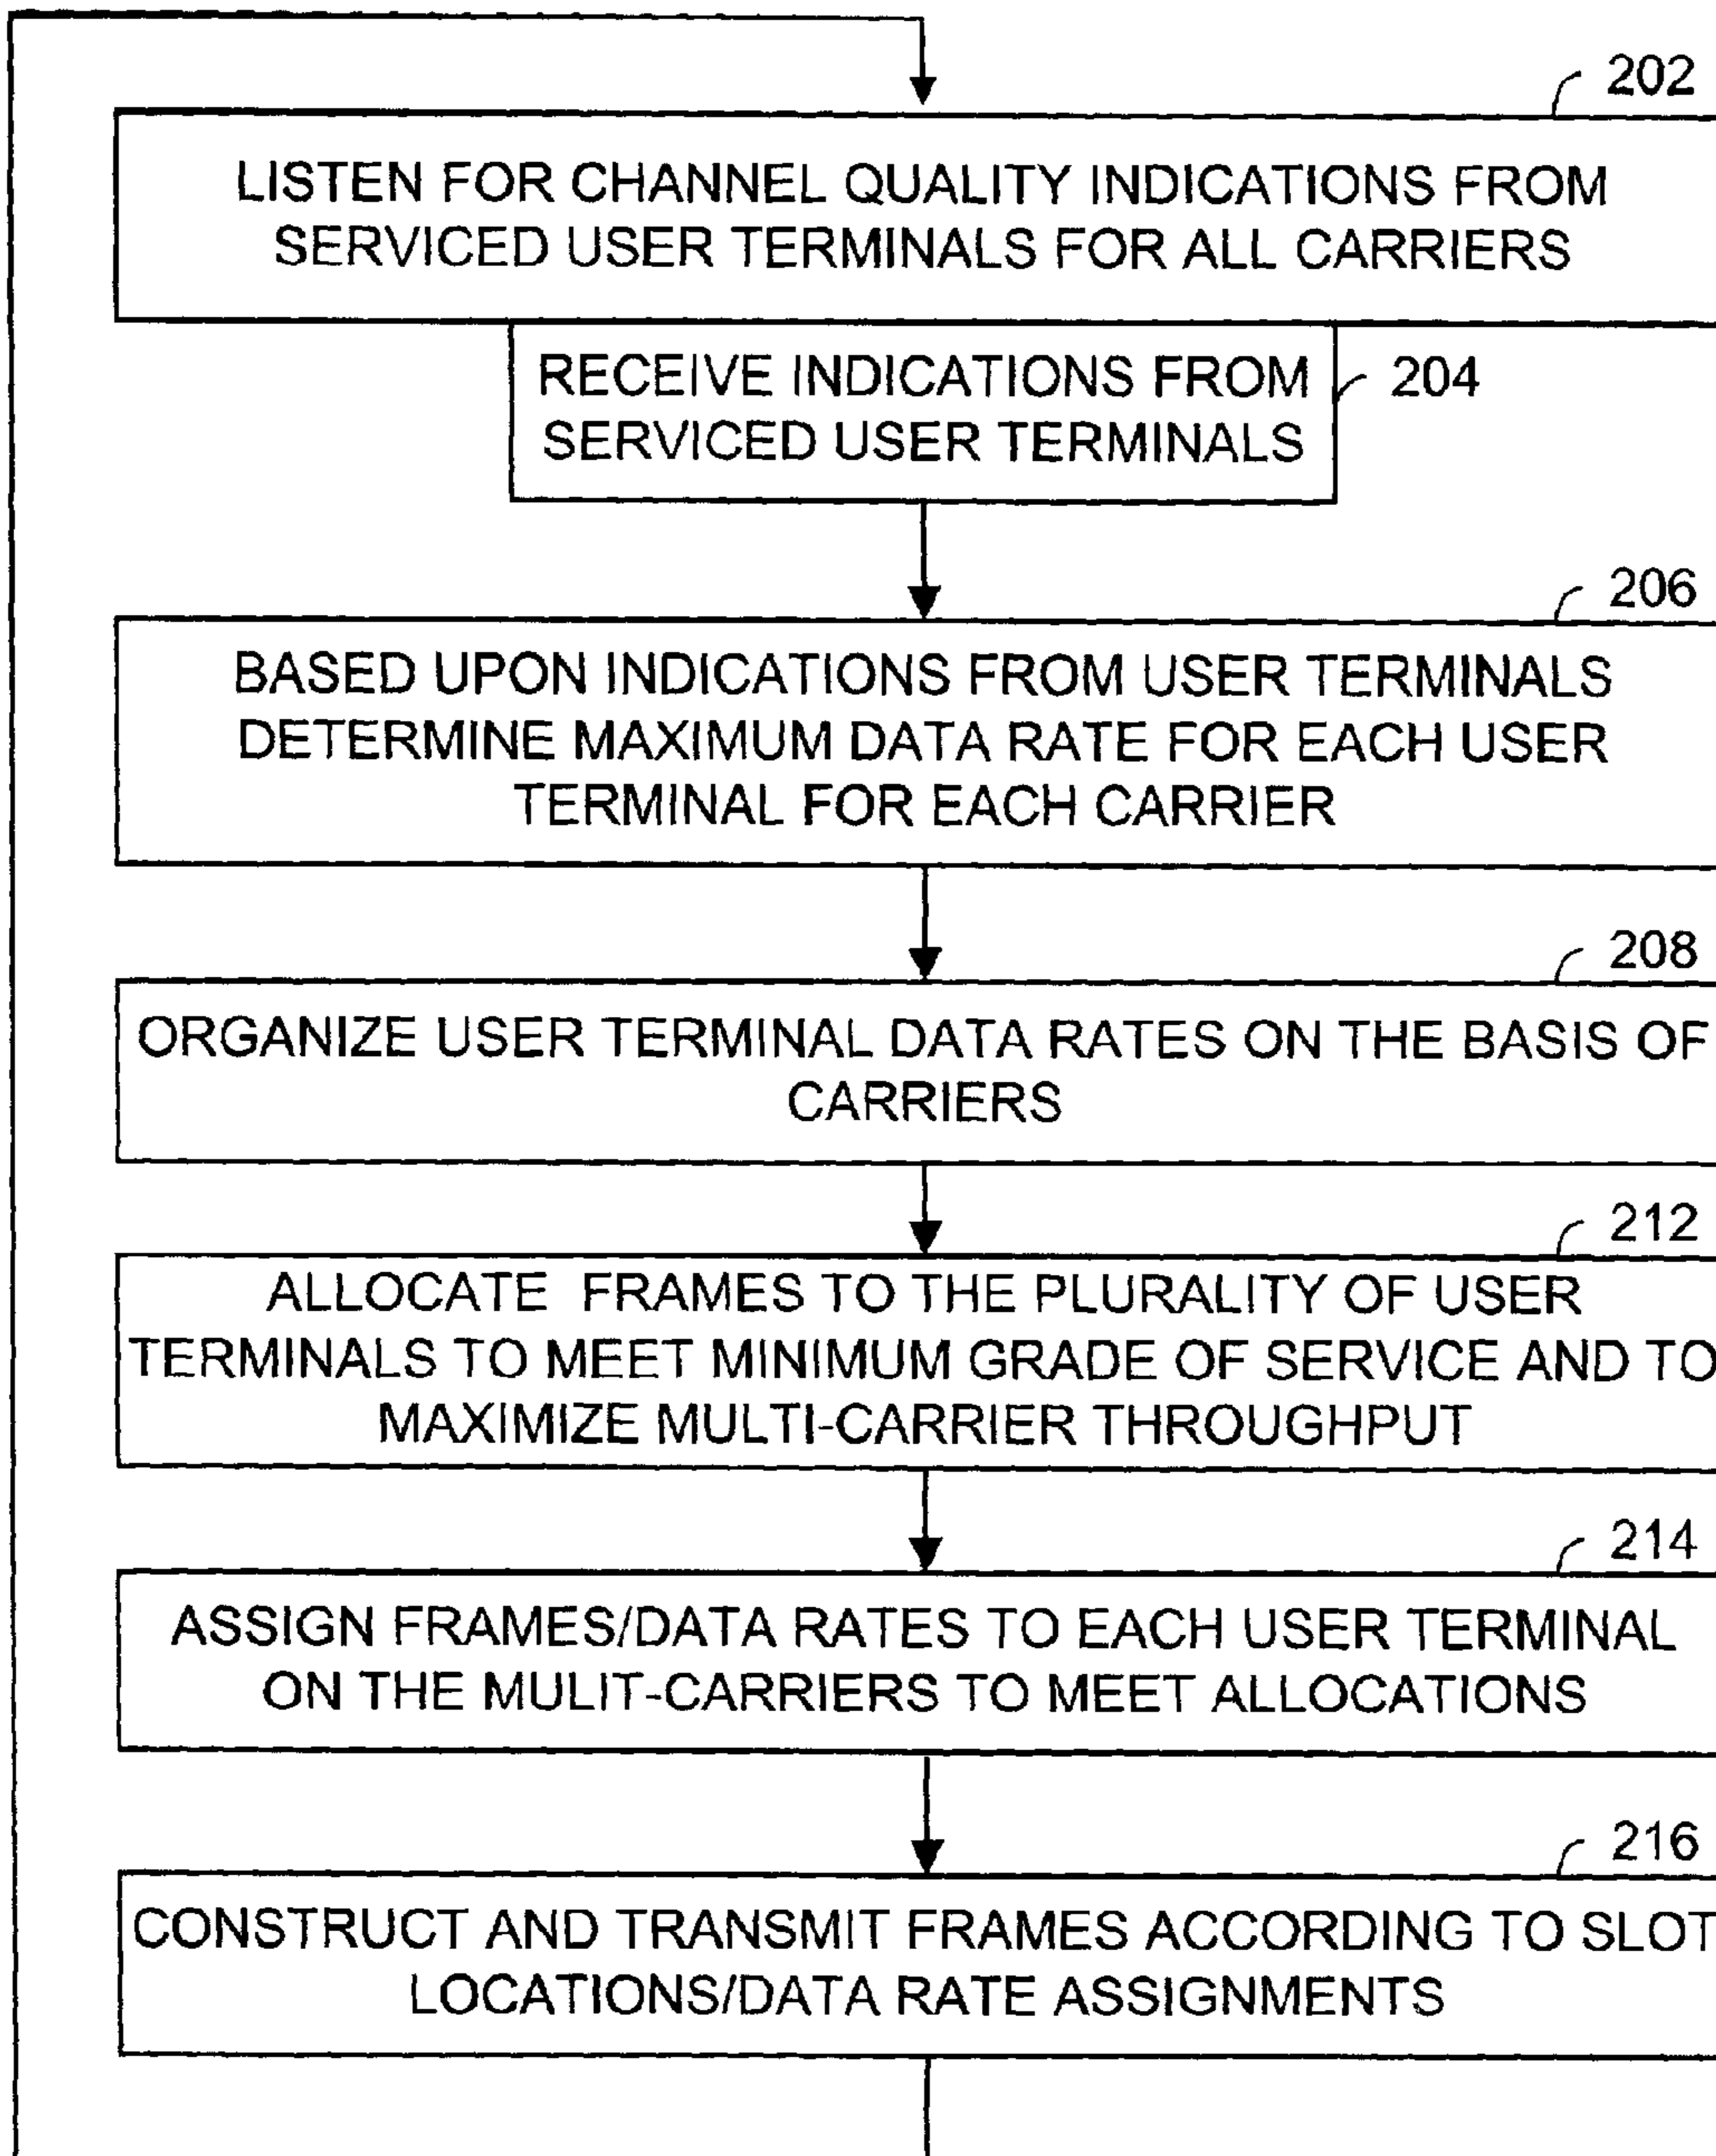 202
LISTEN FOR CHANNEL QUALITY INDICATIONS FROM
SERVICED USER TERMINALS FOR ALL CARRIERS
RECEIVE INDICATIONS FROM
SERVICED USER TERMINALS
204
206
BASED UPON INDICATIONS FROM USER TERMINALS
DETERMINE MAXIMUM DATA RATE FOR EACH USER
TERMINAL FOR EACH CARRIER
208
ORGANIZE USER TERMINAL DATA RATES ON THE BASIS OF
CARRIERS
212
ALLOCATE FRAMES TO THE PLURALITY OF USER
TERMINALS TO MEET MINIMUM GRADE OF SERVICE AND TO
MAXIMIZE MULTI-CARRIER THROUGHPUT
214
ASSIGN FRAMES/DATA RATES TO EACH USER TERMINAL
ON THE MULIT-CARRIERS TO MEET ALLOCATIONS
216
CONSTRUCT AND TRANSMIT FRAMES ACCORDING TO SLOT
LOCATIONS/DATA RATE ASSIGNMENTS